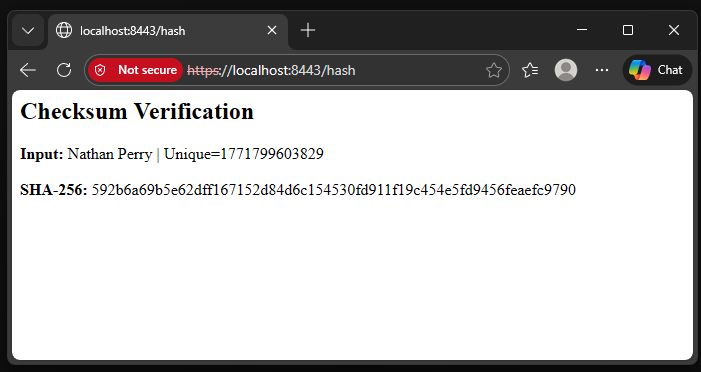 localhost:8443/hash
Not secure https://localhost:8443/hash Chat
Checksum Verification
Input: Nathan Perry | Unique=1771799603829
SHA-256: 592b6a69b5e62dff167152d84d6c154530fd911f19c454e5fd9456feaefc9790